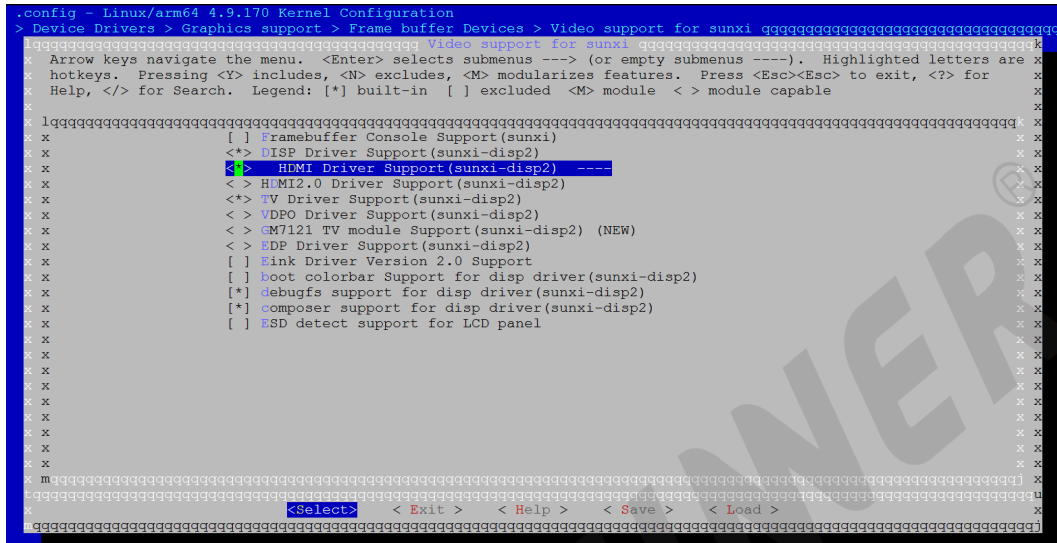 .config - Linux/arm64 4.9.170 Kernel Configuration
> Device Drivers > Graphics support > Frame buffer Devices > Video support for sunxi
Video support for sunxi
Arrow keys navigate the menu. <Enter> selects submenus ---> (or empty submenus ----). Highlighted letters are
hotkeys. Pressing <Y> includes, <N> excludes, <M> modularizes features. Press <Esc><Esc> to exit, <?> for
Help, </> for Search. Legend: [*] built-in [ ] excluded <M> module < > module capable
[ ] Framebuffer Console Support(sunxi)
<*> DISP Driver Support(sunxi-disp2)
<*> HDMI Driver Support(sunxi-disp2) ----
< > HDMI2.0 Driver Support(sunxi-disp2)
<*> TV Driver Support(sunxi-disp2)
< > VDPO Driver Support(sunxi-disp2)
< > GM7121 TV module Support(sunxi-disp2) (NEW)
< > EDP Driver Support(sunxi-disp2)
[ ] Eink Driver Version 2.0 Support
[ ] boot colorbar Support for disp driver(sunxi-disp2)
[*] debugfs support for disp driver(sunxi-disp2)
[*] composer support for disp driver(sunxi-disp2)
[ ] ESD detect support for LCD panel
<Select> < Exit > < Help > < Save > < Load >